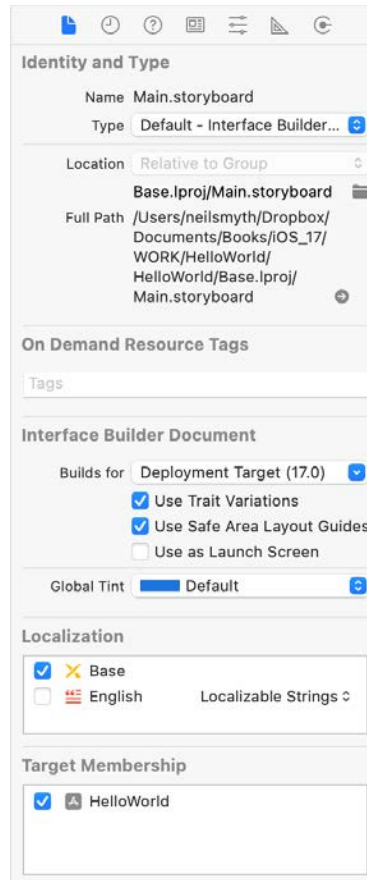 Identity and Type
Name Main.storyboard
Type Default - Interface Builder...
Location Relative to Group
Base.lproj/Main.storyboard
Full Path /Users/neilsmyth/Dropbox/
Documents/Books/iOS_17/
WORK/HelloWorld/
HelloWorld/Base.lproj/
Main.storyboard
On Demand Resource Tags
Tags
Interface Builder Document
Builds for Deployment Target (17.0)
Use Trait Variations
Use Safe Area Layout Guides
Use as Launch Screen
Global Tint Default
Localization
Base
English Localizable Strings
Target Membership
HelloWorld